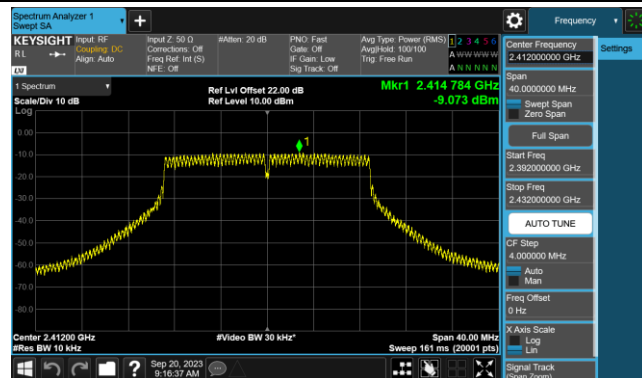 Spectrum Analyzer 1
Swept SA
Frequency
KEYSIGHT
RL
Input: RF
Coupling: DC
Align: Auto
Input Z: 50 Ω
Corrections: Off
Freq Ref: Int (S)
NFE: Off
#Atten: 20 dB
PNO: Fast
Gate: Off
IF Gain: Low
Sig Track: Off
Avg Type: Power (RMS)
Avg|Hold: 100/100
Trig: Free Run
1 2 3 4 5 6
A W W W W W
A N N N N N
LXI
1 Spectrum
Scale/Div 10 dB
Log
Ref Lvl Offset 22.00 dB
Ref Level 10.00 dBm
Mkr1 2.414 784 GHz
-9.073 dBm
1
0.00
-10.0
-20.0
-30.0
-40.0
-50.0
-60.0
-70.0
-80.0
Center 2.41200 GHz
#Res BW 10 kHz
#Video BW 30 kHz*
Span 40.00 MHz
Sweep 161 ms (20001 pts)
Center Frequency
2.412000000 GHz
Settings
Span
40.0000000 MHz
Swept Span
Zero Span
Full Span
Start Freq
2.392000000 GHz
Stop Freq
2.432000000 GHz
AUTO TUNE
CF Step
4.000000 MHz
Auto
Man
Freq Offset
0 Hz
X Axis Scale
Log
Lin
Signal Track
(Span Zoom)
Sep 20, 2023
9:16:37 AM